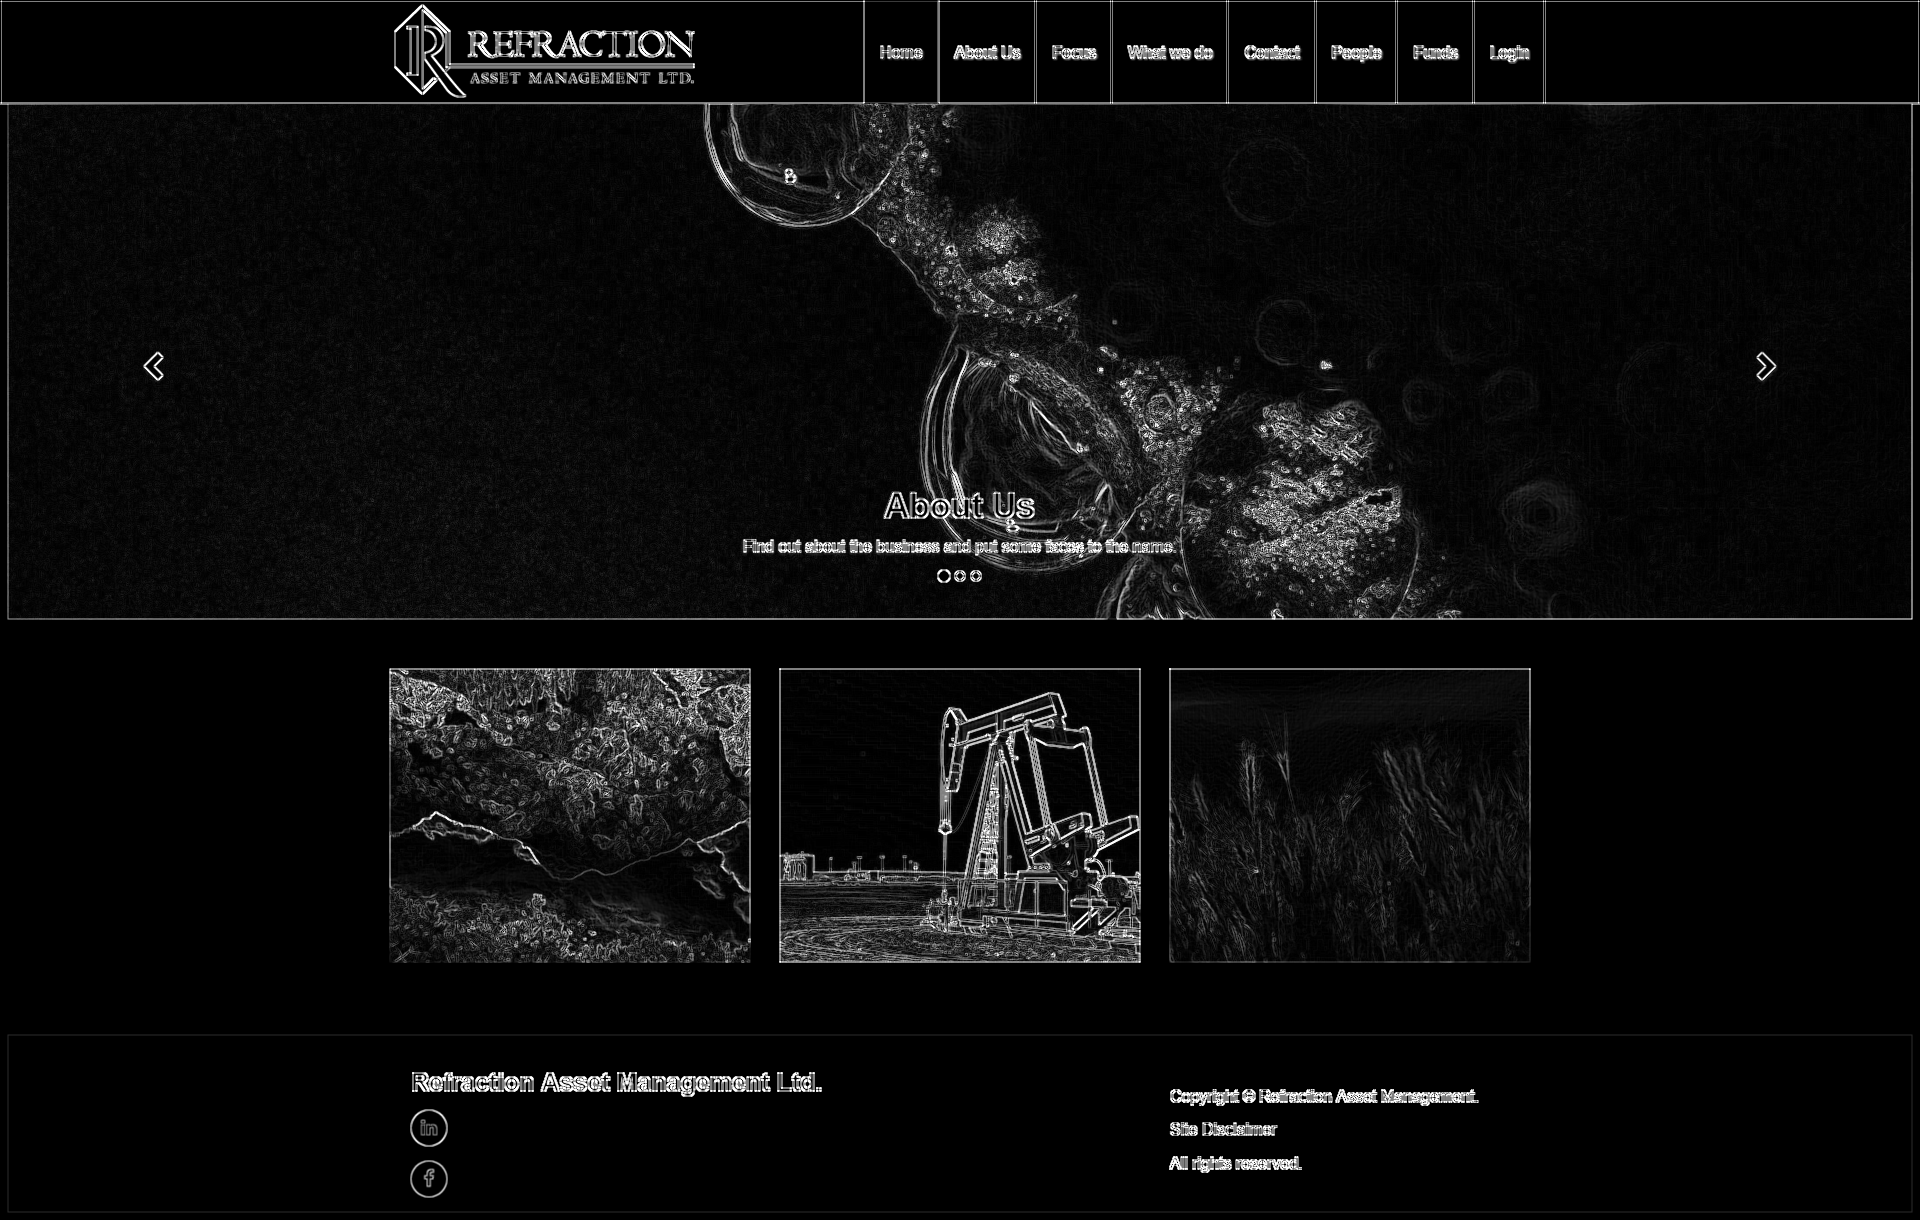 REFRACTION
ASSET MANAGEMENT LTD.
Home
About Us
Focus
What we do
Contact
People
Funds
Login
About Us
Find out about the business and put some faces to the name.
Refraction Asset Management Ltd.
in
f
Copyright © Refraction Asset Management.
Site Disclaimer
All rights reserved.